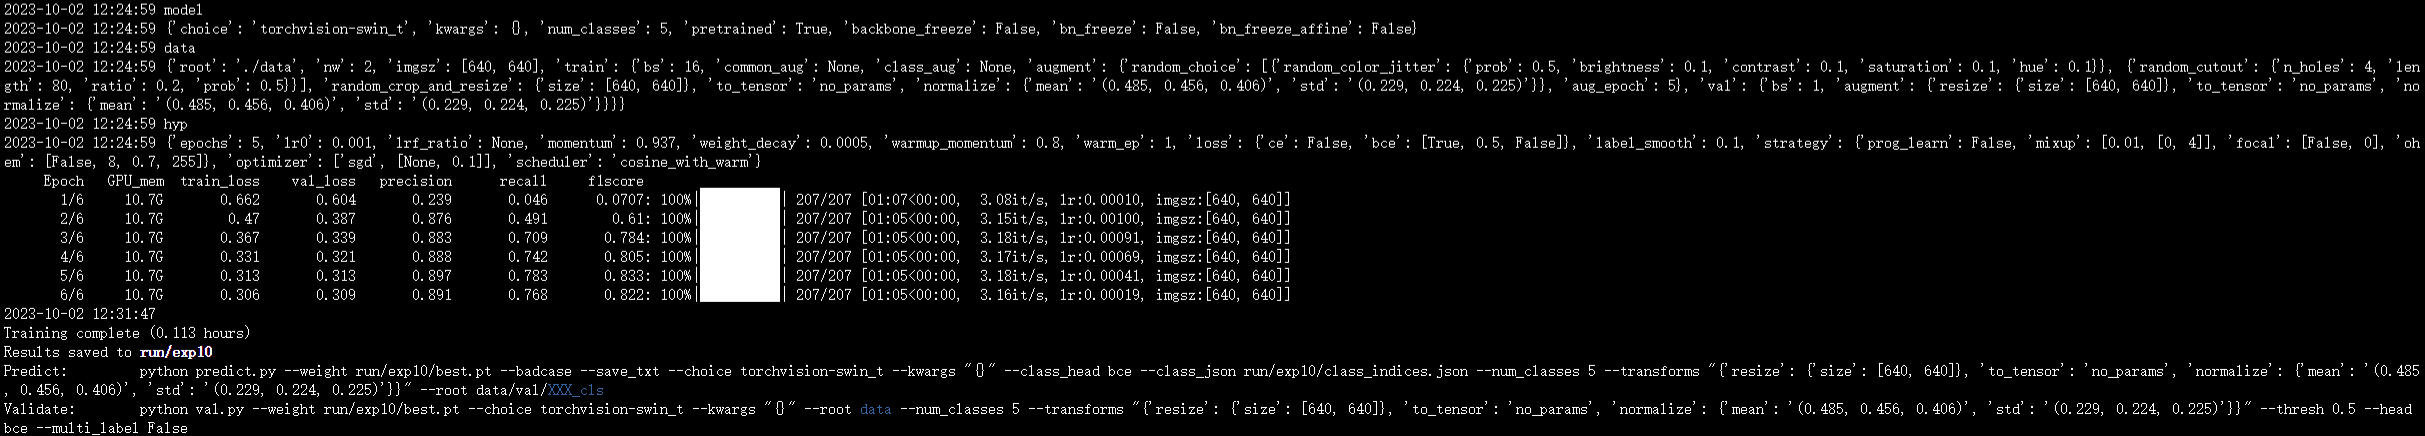 2023-10-02 12:24:59 model
2023-10-02 12:24:59 {'choice': 'torchvision-swin_t', 'kwargs': {}, 'num_classes': 5, 'pretrained': True, 'backbone_freeze': False, 'bn_freeze': False, 'bn_freeze_affine': False}
2023-10-02 12:24:59 data
2023-10-02 12:24:59 {'root': './data', 'nw': 2, 'imgsz': [640, 640], 'train': {'bs': 16, 'common_aug': None, 'class_aug': None, 'augment': {'random_choice': [{'random_color_jitter': {'prob': 0.5, 'brightness': 0.1, 'contrast': 0.1, 'saturation': 0.1, 'hue': 0.1}}, {'random_cutout': {'n_holes': 4, 'len
gth': 80, 'ratio': 0.2, 'prob': 0.5}}], 'random_crop_and_resize': {'size': [640, 640]}, 'to_tensor': 'no_params', 'normalize': {'mean': '(0.485, 0.456, 0.406)', 'std': '(0.229, 0.224, 0.225)'}}, 'aug_epoch': 5}, 'val': {'bs': 1, 'augment': {'resize': {'size': [640, 640]}, 'to_tensor': 'no_params', 'no
rmalize': {'mean': '(0.485, 0.456, 0.406)', 'std': '(0.229, 0.224, 0.225)'}}}}
2023-10-02 12:24:59 hyp
2023-10-02 12:24:59 {'epochs': 5, 'lr0': 0.001, 'lrf_ratio': None, 'momentum': 0.937, 'weight_decay': 0.0005, 'warmup_momentum': 0.8, 'warm_ep': 1, 'loss': {'ce': False, 'bce': [True, 0.5, False]}, 'label_smooth': 0.1, 'strategy': {'prog_learn': False, 'mixup': [0.01, [0, 4]], 'focal': [False, 0], 'oh
em': [False, 8, 0.7, 255]}, 'optimizer': ['sgd', [None, 0.1]], 'scheduler': 'cosine_with_warm'}
Epoch GPU_mem train_loss val_loss precision recall f1score
1/6 10.7G 0.662 0.604 0.239 0.046 0.0707: 100%| | 207/207 [01:07<00:00, 3.08it/s, lr:0.00010, imgsz:[640, 640]]
2/6 10.7G 0.47 0.387 0.876 0.491 0.61: 100%| | 207/207 [01:05<00:00, 3.15it/s, lr:0.00100, imgsz:[640, 640]]
3/6 10.7G 0.367 0.339 0.883 0.709 0.784: 100%| | 207/207 [01:05<00:00, 3.18it/s, lr:0.00091, imgsz:[640, 640]]
4/6 10.7G 0.331 0.321 0.888 0.742 0.805: 100%| | 207/207 [01:05<00:00, 3.17it/s, lr:0.00069, imgsz:[640, 640]]
5/6 10.7G 0.313 0.313 0.897 0.783 0.833: 100%| | 207/207 [01:05<00:00, 3.18it/s, lr:0.00041, imgsz:[640, 640]]
6/6 10.7G 0.306 0.309 0.891 0.768 0.822: 100%| | 207/207 [01:05<00:00, 3.16it/s, lr:0.00019, imgsz:[640, 640]]
2023-10-02 12:31:47
Training complete (0.113 hours)
Results saved to run/exp10
Predict: python predict.py --weight run/exp10/best.pt --badcase --save_txt --choice torchvision-swin_t --kwargs "{}" --class_head bce --class_json run/exp10/class_indices.json --num_classes 5 --transforms "{'resize': {'size': [640, 640]}, 'to_tensor': 'no_params', 'normalize': {'mean': '(0.485
, 0.456, 0.406)', 'std': '(0.229, 0.224, 0.225)'}}" --root data/val/XXX_cls
Validate: python val.py --weight run/exp10/best.pt --choice torchvision-swin_t --kwargs "{}" --root data --num_classes 5 --transforms "{'resize': {'size': [640, 640]}, 'to_tensor': 'no_params', 'normalize': {'mean': '(0.485, 0.456, 0.406)', 'std': '(0.229, 0.224, 0.225)'}}" --thresh 0.5 --head
bce --multi_label False